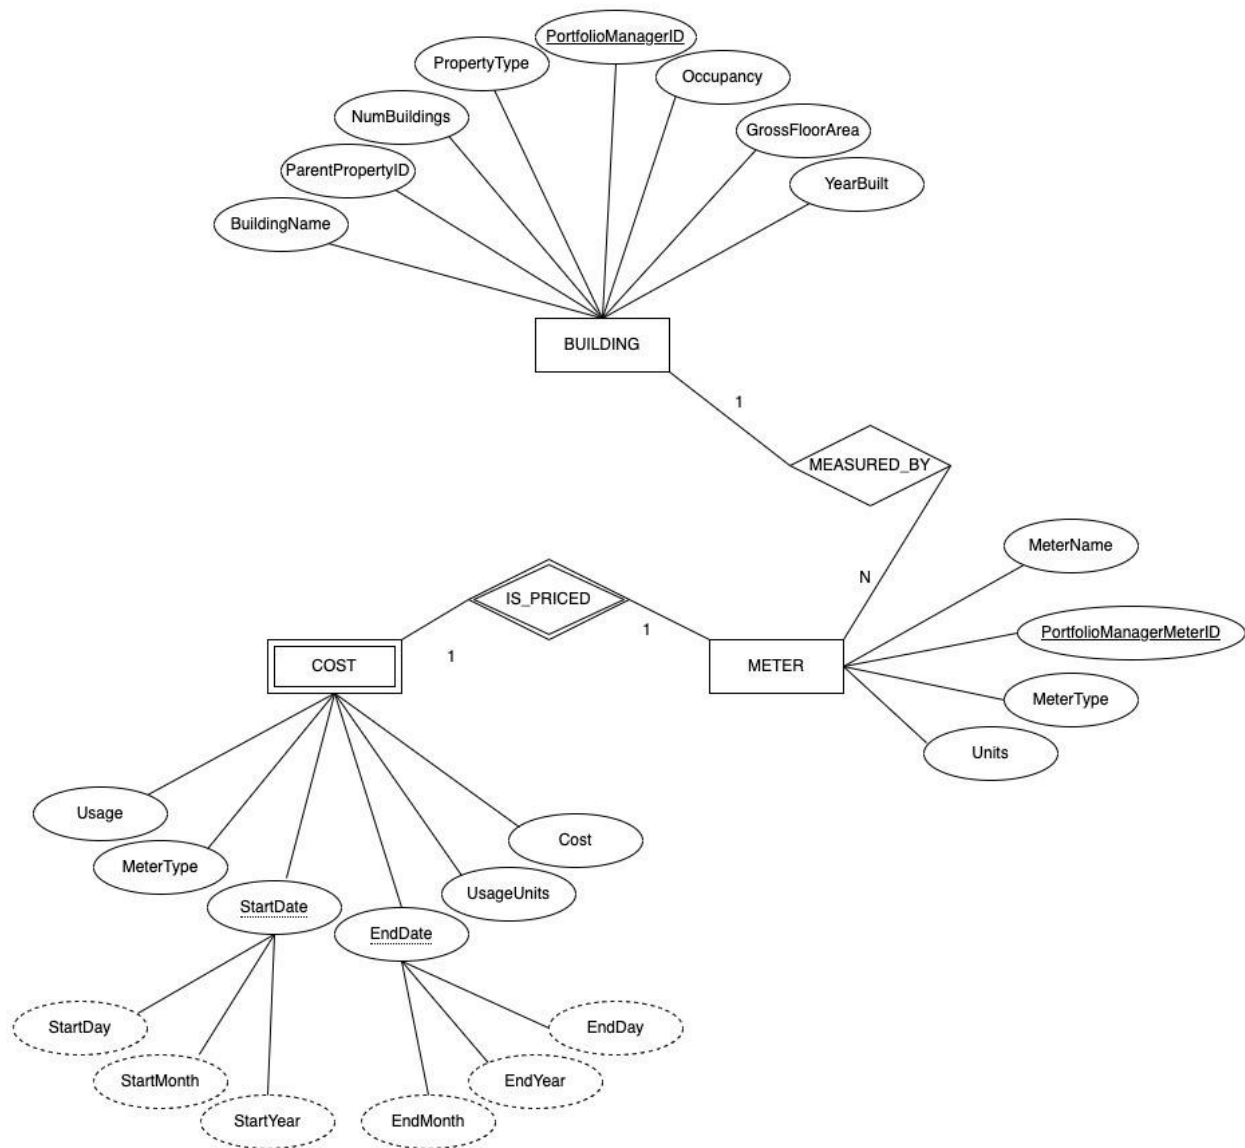 PortfolioManagerID
PropertyType
Occupancy
NumBuildings
GrossFloorArea
ParentPropertyID
YearBuilt
BuildingName
BUILDING
1
MEASURED_BY
MeterName
N
IS_PRICED
PortfolioManagerMeterID
1
1
COST
METER
MeterType
Units
Usage
Cost
MeterType
UsageUnits
StartDate
EndDate
StartDay
EndDay
StartMonth
EndYear
StartYear
EndMonth